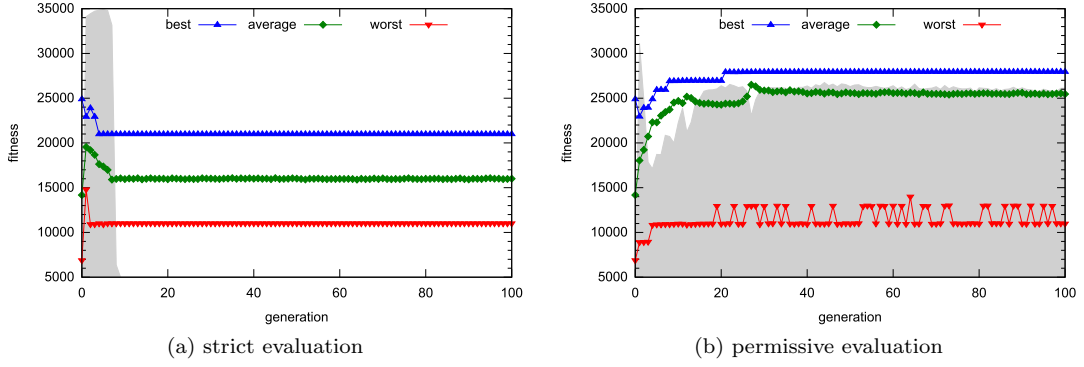 35000
30000
25000
20000
15000
10000
5000
fitness
best average worst
0 20 40 60 80 100
generation
(a) strict evaluation
35000
30000
25000
20000
15000
10000
5000
fitness
best average worst
0 20 40 60 80 100
generation
(b) permissive evaluation